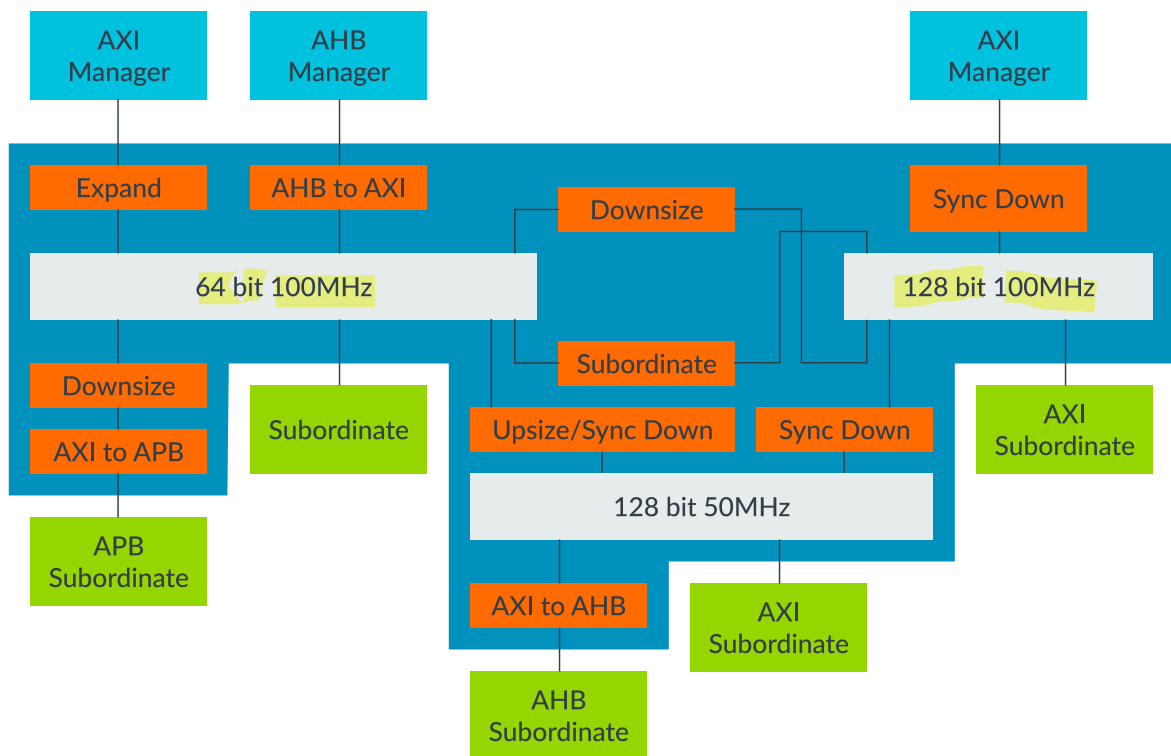 AXI
Manager
AHB
Manager
AXI
Manager
Expand
AHB to AXI
Downsize
Sync Down
64 bit 100MHz
128 bit 100MHz
Subordinate
Downsize
AXI to APB
Subordinate
Upsize/Sync Down
Sync Down
AXI
Subordinate
128 bit 50MHz
APB
Subordinate
AXI to AHB
AXI
Subordinate
AHB
Subordinate